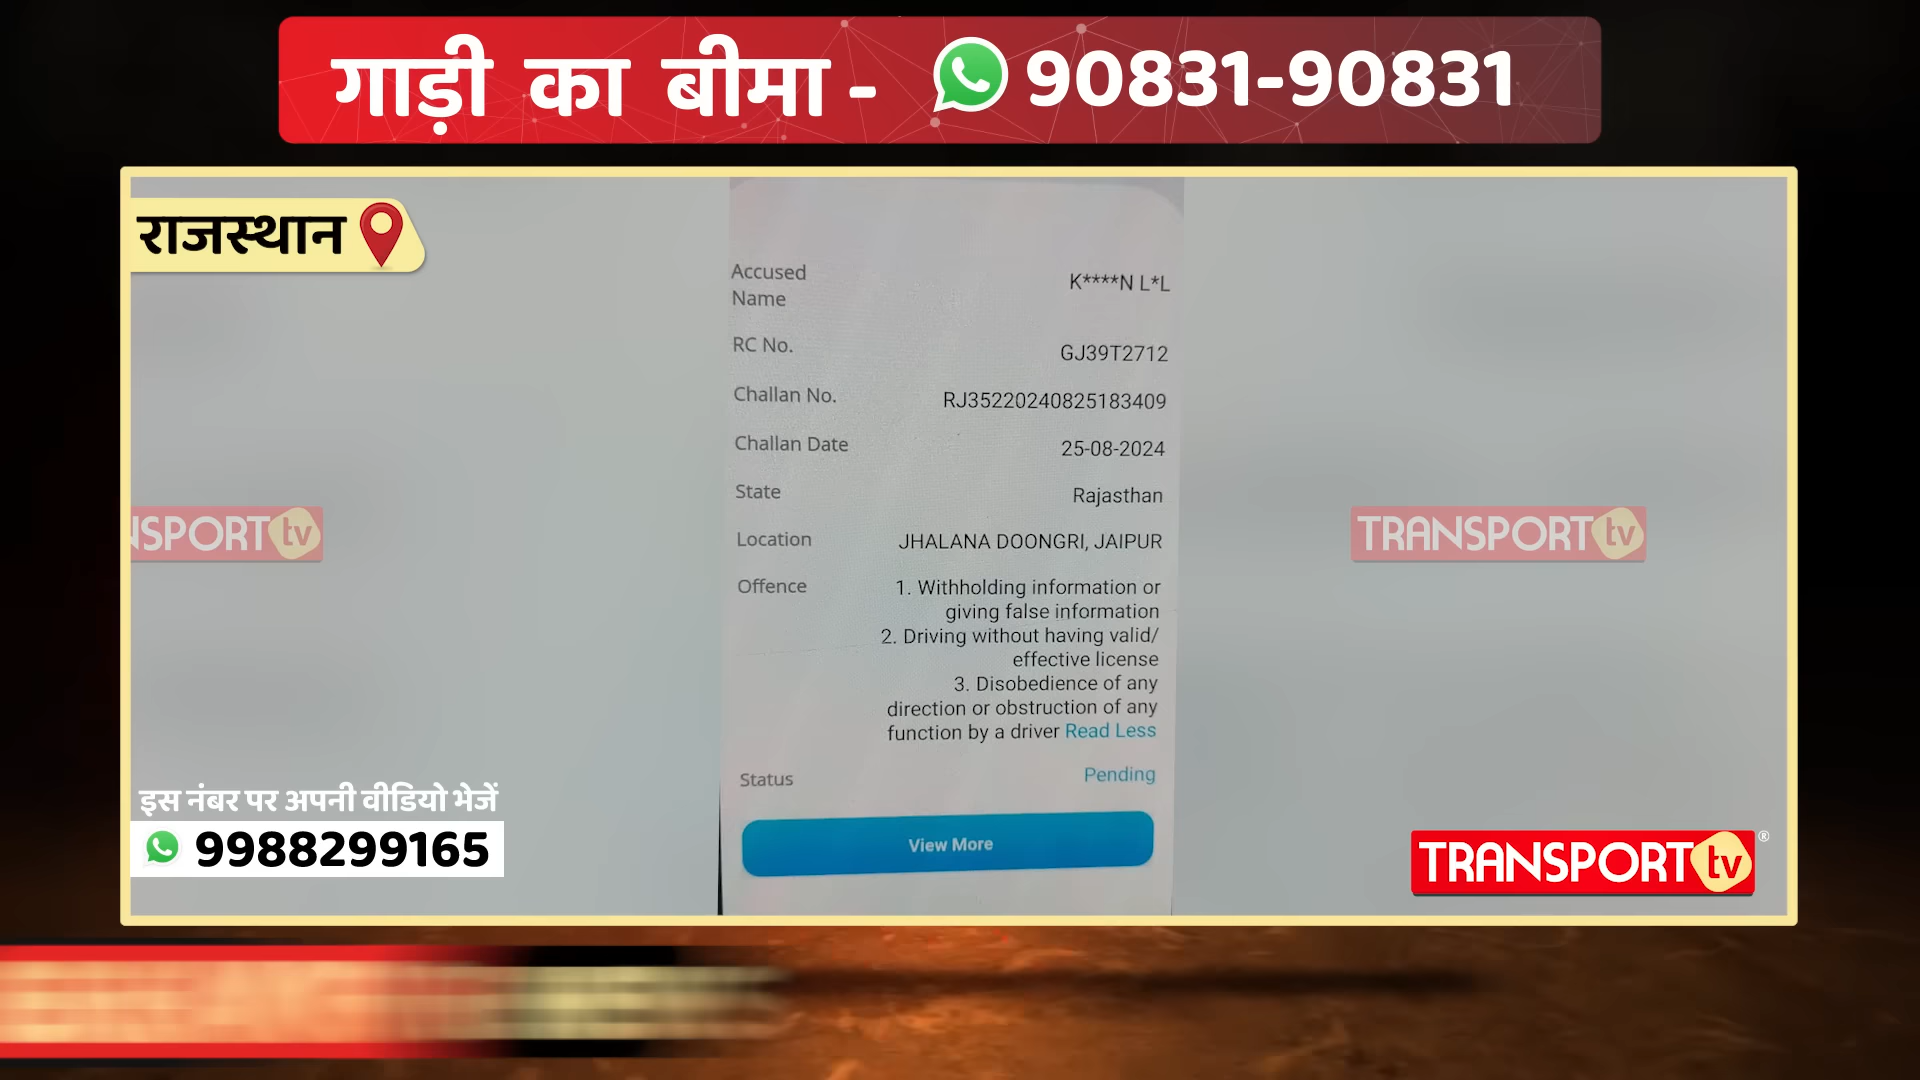 गाड़ी का बीमा - 90831-90831
राजस्थान
Accused Name K****N L*L
RC No. GJ39T2712
Challan No. RJ35220240825183409
Challan Date 25-08-2024
State Rajasthan
Location JHALANA DOONGRI, JAIPUR
Offence 1. Withholding information or
giving false information
2. Driving without having valid/
effective license
3. Disobedience of any
direction or obstruction of any
function by a driver Read Less
Status Pending
View More
NSPORT tv
TRANSPORT tv
इस नंबर पर अपनी वीडियो भेजें
9988299165
TRANSPORT tv ®